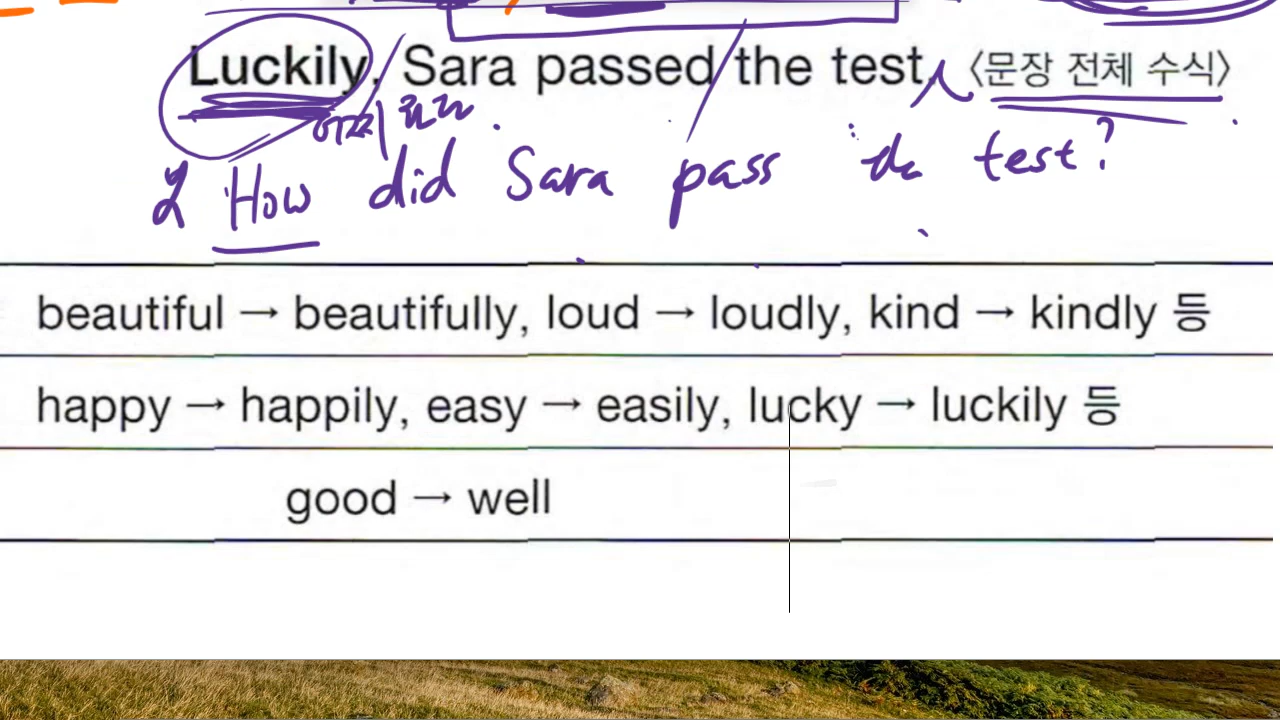 Luckily, Sara passed the test. 〈문장 전체 수식〉
How did Sara pass the test?
beautiful → beautifully, loud → loudly, kind → kindly 등
happy → happily, easy → easily, lucky → luckily 등
good → well